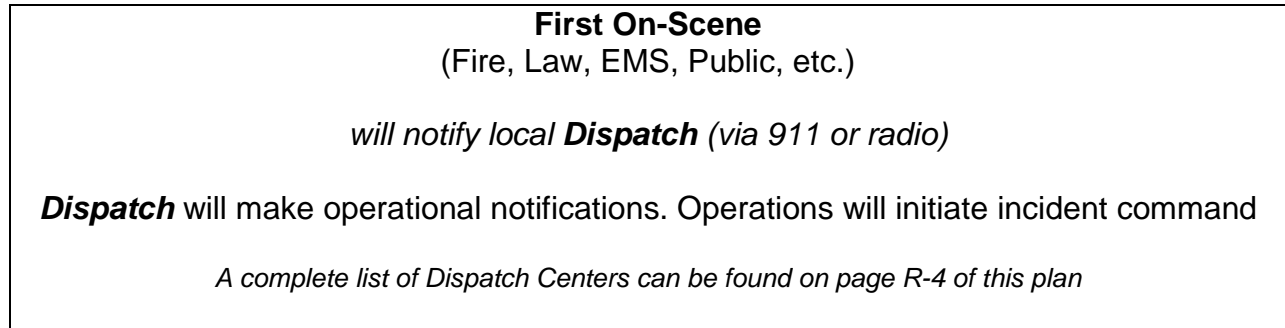 First On-Scene
(Fire, Law, EMS, Public, etc.)
will notify local Dispatch (via 911 or radio)
Dispatch will make operational notifications. Operations will initiate incident command
A complete list of Dispatch Centers can be found on page R-4 of this plan